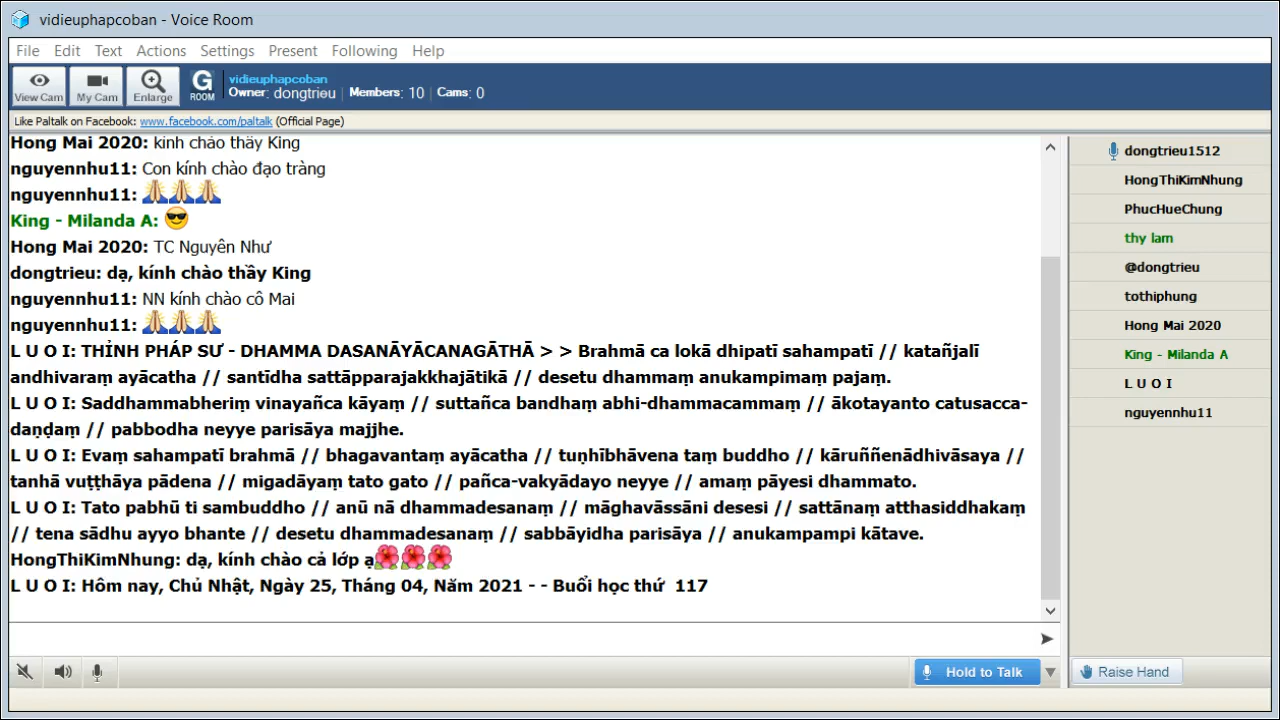 vidieuphapcoban - Voice Room
File Edit Text Actions Settings Present Following Help
View Cam My Cam Enlarge G ROOM vidieuphapcoban
Owner: dongtrieu | Members: 10 | Cams: 0
Like Paltalk on Facebook: www.facebook.com/paltalk (Official Page)
Hong Mai 2020: kính chào thầy King
nguyennhu11: Con kính chào đạo tràng
nguyennhu11:
King - Milanda A:
Hong Mai 2020: TC Nguyên Như
dongtrieu: dạ, kính chào thầy King
nguyennhu11: NN kính chào cô Mai
nguyennhu11:
L U O I: THỈNH PHÁP SƯ - DHAMMA DASANĀYĀCANAGĀTHĀ > > Brahmā ca lokā dhipatī sahampatī // katañjalī
andhivaraṃ ayācatha // santīdha sattāpparajakkhajātikā // desetu dhammaṃ anukampimaṃ pajaṃ.
L U O I: Saddhammabheriṃ vinayañca kāyaṃ // suttañca bandhaṃ abhi-dhammacammaṃ // ākotayanto catusacca-
daṇḍaṃ // pabbodha neyye parisāya majjhe.
L U O I: Evaṃ sahampatī brahmā // bhagavantaṃ ayācatha // tuṇhībhāvena taṃ buddho // kāruññenādhivāsaya //
tanhā vuṭṭhāya pādena // migadāyaṃ tato gato // pañca-vakyādayo neyye // amaṃ pāyesi dhammato.
L U O I: Tato pabhū ti sambuddho // anū nā dhammadesanaṃ // māghavāssāni desesi // sattānaṃ atthasiddhakaṃ
// tena sādhu ayyo bhante // desetu dhammadesanaṃ // sabbāyidha parisāya // anukampampi kātave.
HongThiKimNhung: dạ, kính chào cả lớp ạ
L U O I: Hôm nay, Chủ Nhật, Ngày 25, Tháng 04, Năm 2021 - - Buổi học thứ 117
dongtrieu1512
HongThiKimNhung
PhucHueChung
thy lam
@dongtrieu
tothiphung
Hong Mai 2020
King - Milanda A
L U O I
nguyennhu11
Hold to Talk Raise Hand